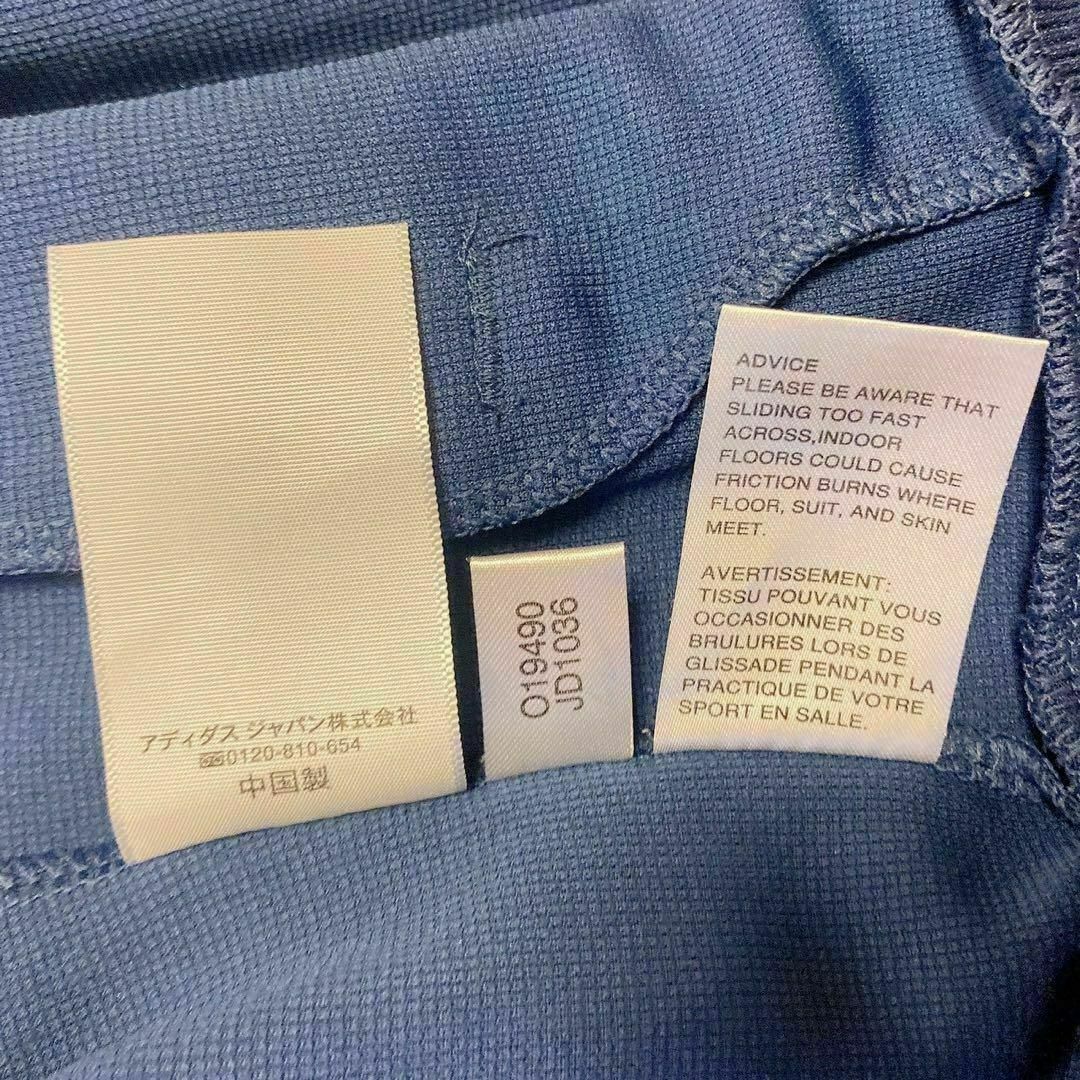 アディダス ジャパン株式会社
0120-810-654
中国製
O19490
JD1036
ADVICE
PLEASE BE AWARE THAT
SLIDING TOO FAST
ACROSS,INDOOR
FLOORS COULD CAUSE
FRICTION BURNS WHERE
FLOOR, SUIT, AND SKIN
MEET.
AVERTISSEMENT:
TISSU POUVANT VOUS
OCCASIONNER DES
BRULURES LORS DE
GLISSADE PENDANT LA
PRACTIQUE DE VOTRE
SPORT EN SALLE.